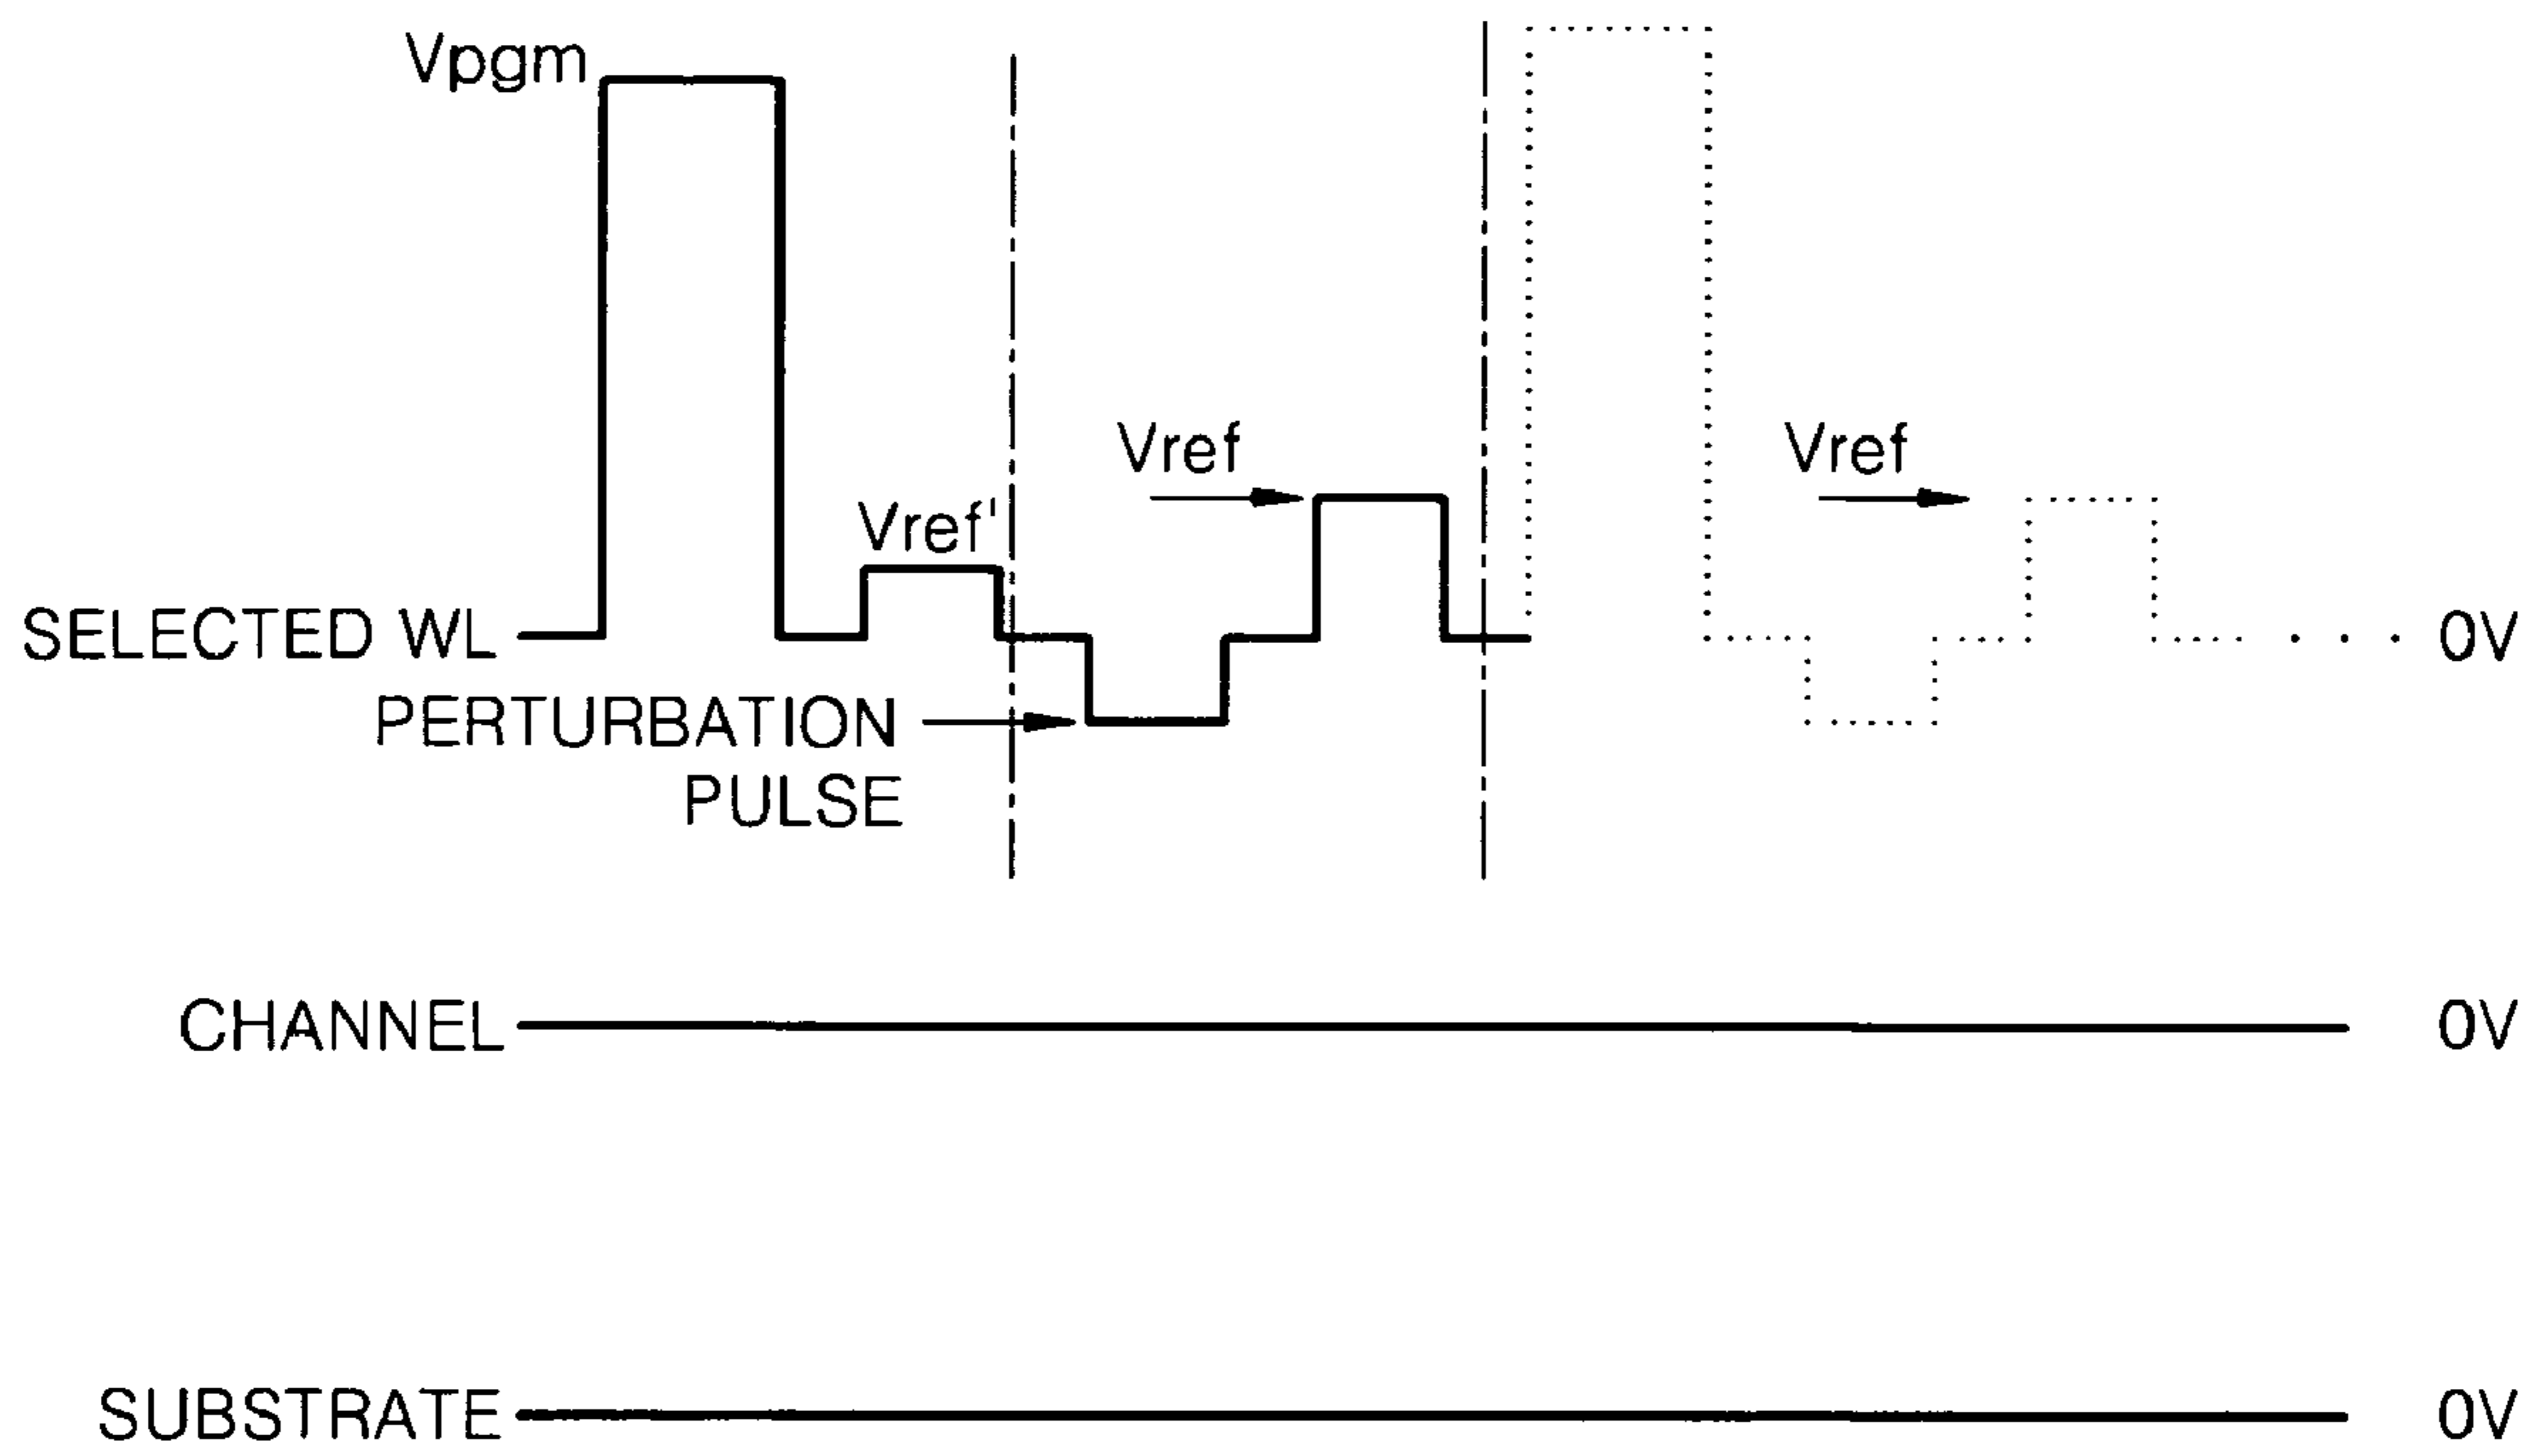 Vpgm
Vref
Vref
Vref'
SELECTED WL
0V
PERTURBATION
PULSE
CHANNEL
0V
SUBSTRATE
0V